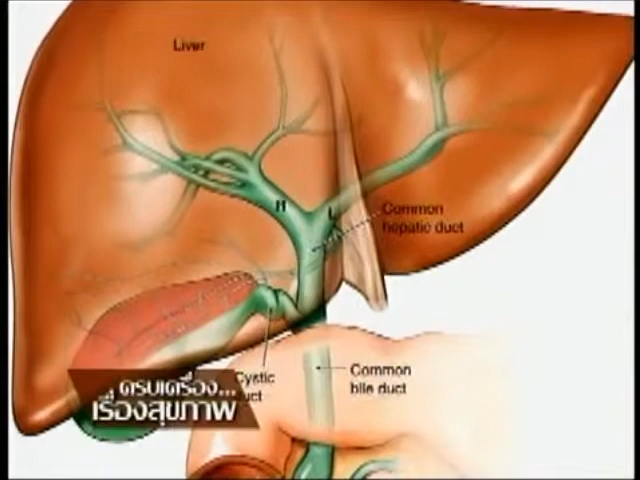 Liver
R
L
Common
hepatic duct
Cystic
duct
Common
bile duct
ครบเครื่อง...
เรื่องสุขภาพ